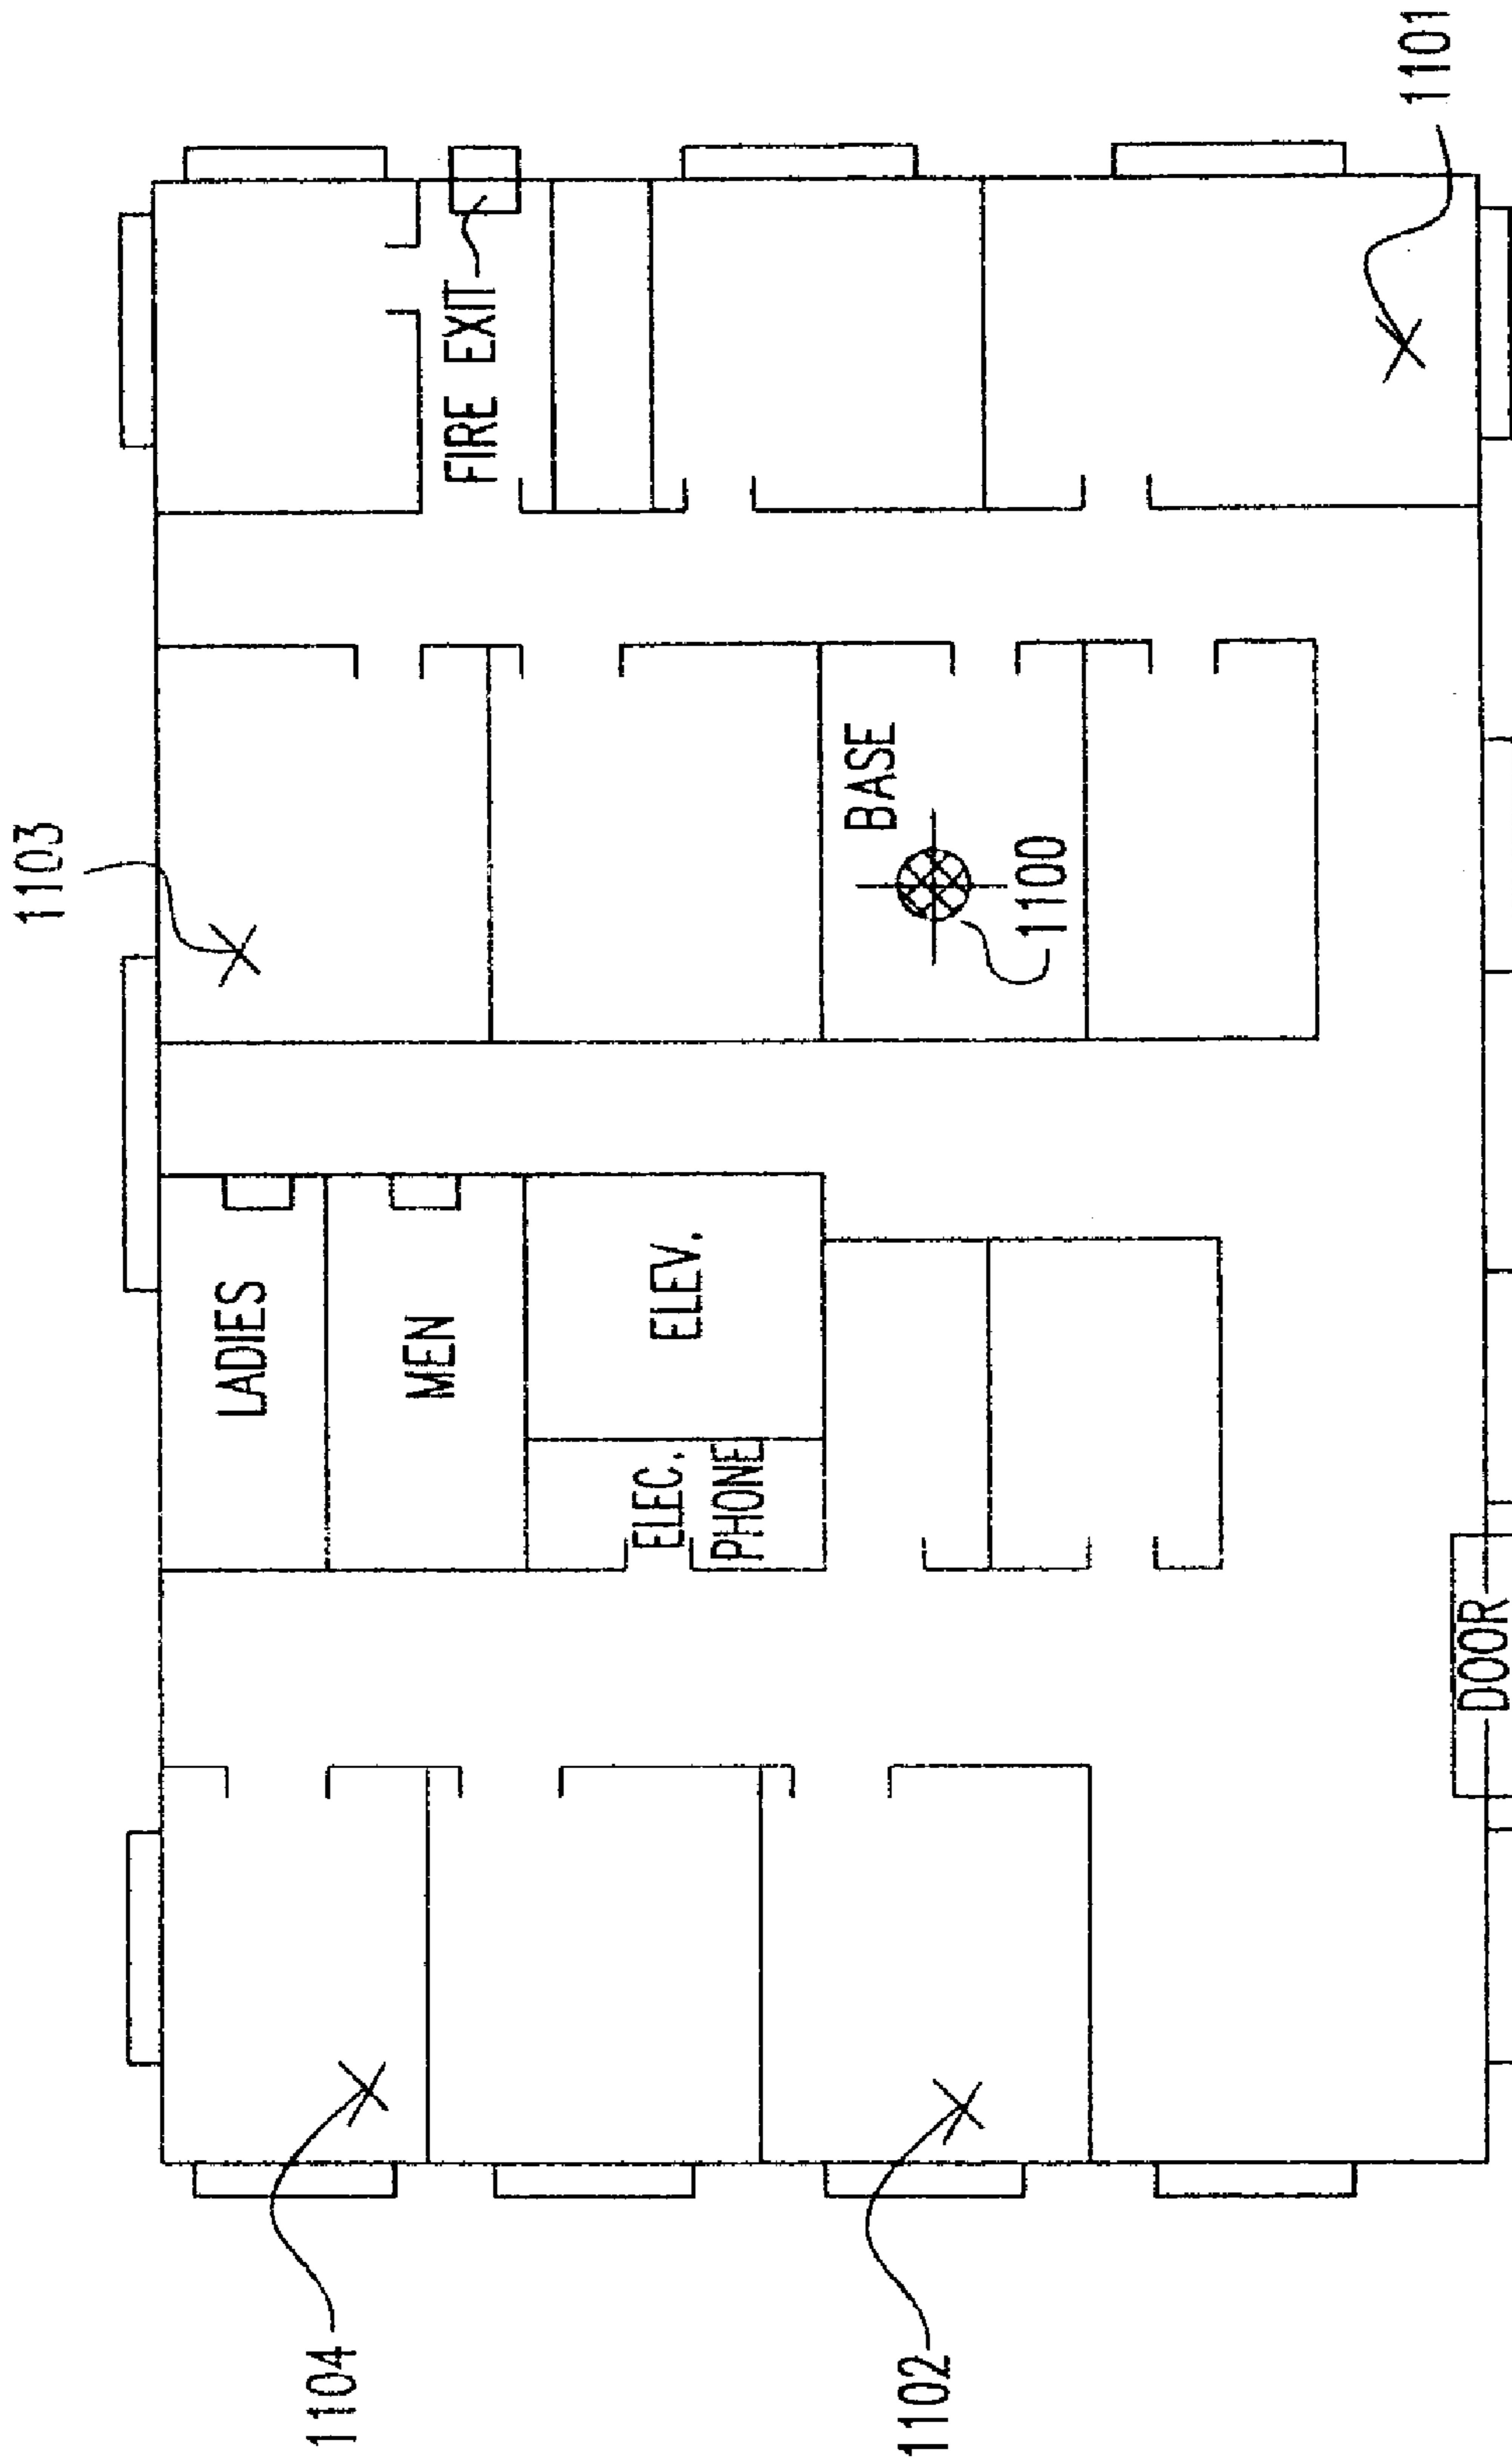 1104
1102
LADIES
MEN
ELEC.
PHONE
ELEV.
DOOR
1103
BASE
1100
FIRE EXIT
1101